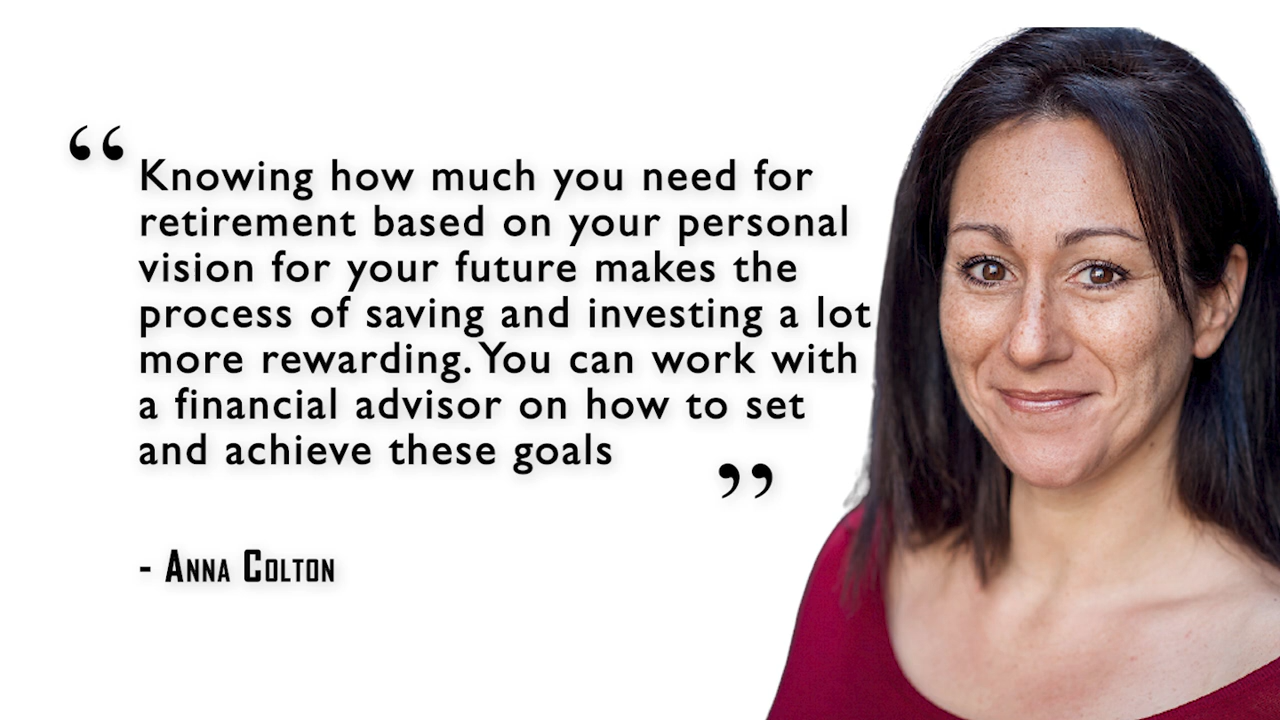 “Knowing how much you need for
retirement based on your personal
vision for your future makes the
process of saving and investing a lot
more rewarding. You can work with
a financial advisor on how to set
and achieve these goals”
- Anna Colton